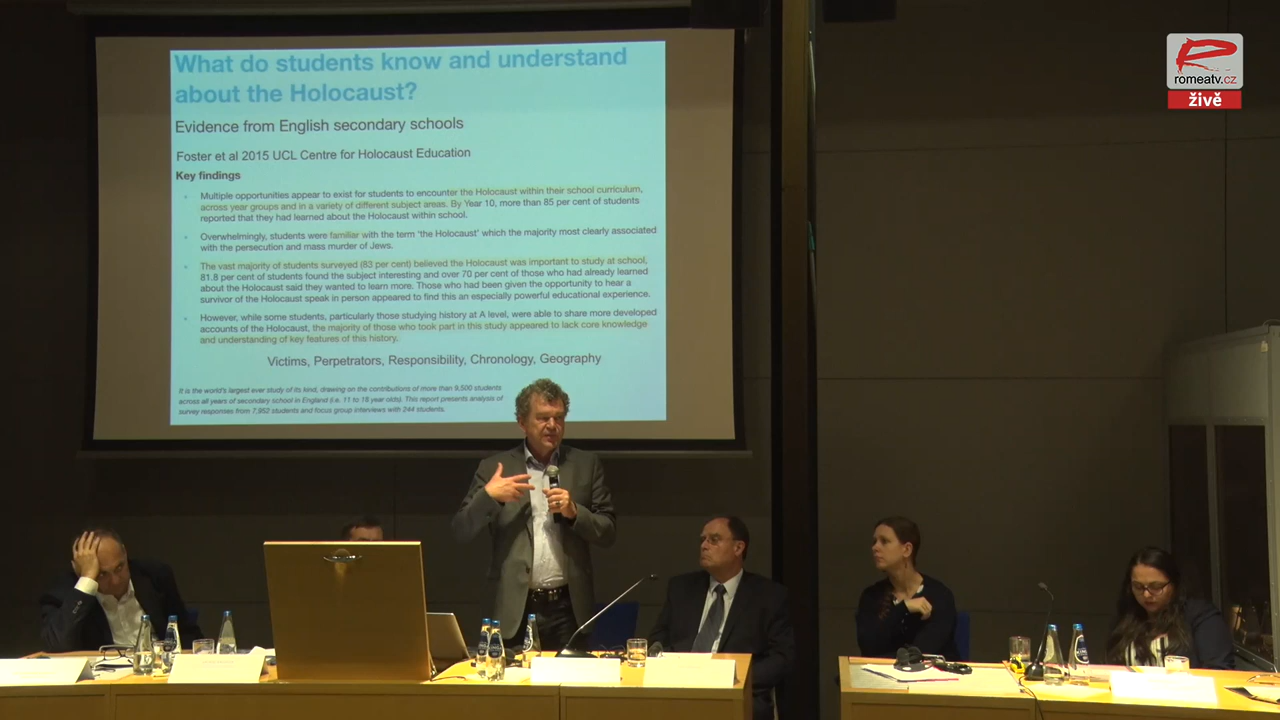 What do students know and understand
about the Holocaust?
Evidence from English secondary schools
Foster et al 2015 UCL Centre for Holocaust Education
Key findings
Multiple opportunities appear to exist for students to encounter the Holocaust within their school curriculum,
across year groups and in a variety of different subject areas. By Year 10, more than 85 per cent of students
reported that they had learned about the Holocaust within school.
Overwhelmingly, students were familiar with the term 'the Holocaust' which the majority most clearly associated
with the persecution and mass murder of Jews.
The vast majority of students surveyed (83 per cent) believed the Holocaust was important to study at school,
81.8 per cent of students found the subject interesting and over 70 per cent of those who had already learned
about the Holocaust said they wanted to learn more. Those who had been given the opportunity to hear a
survivor of the Holocaust speak in person appeared to find this an especially powerful educational experience.
However, while some students, particularly those studying history at A level, were able to share more developed
accounts of the Holocaust, the majority of those who took part in this study appeared to lack core knowledge
and understanding of key features of this history.
Victims, Perpetrators, Responsibility, Chronology, Geography
It is the world's largest ever study of its kind, drawing on the contributions of more than 9,500 students
across all years of secondary school in England (i.e. 11 to 18 year olds). This report presents analysis of
survey responses from 7,952 students and focus group interviews with 244 students.
romeatv.cz
živě